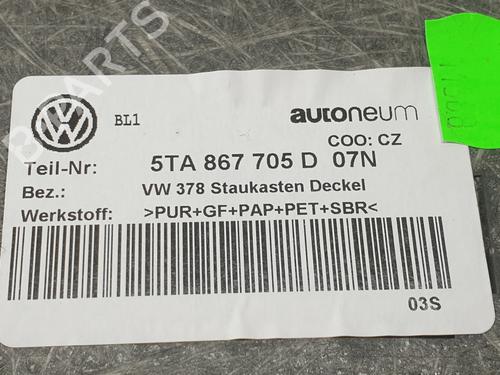 BL1
autoneum
COO: CZ
Teil-Nr: 5TA 867 705 D 07N
Bez.: VW 378 Staukasten Deckel
Werkstoff: >PUR+GF+PAP+PET+SBR<
03S